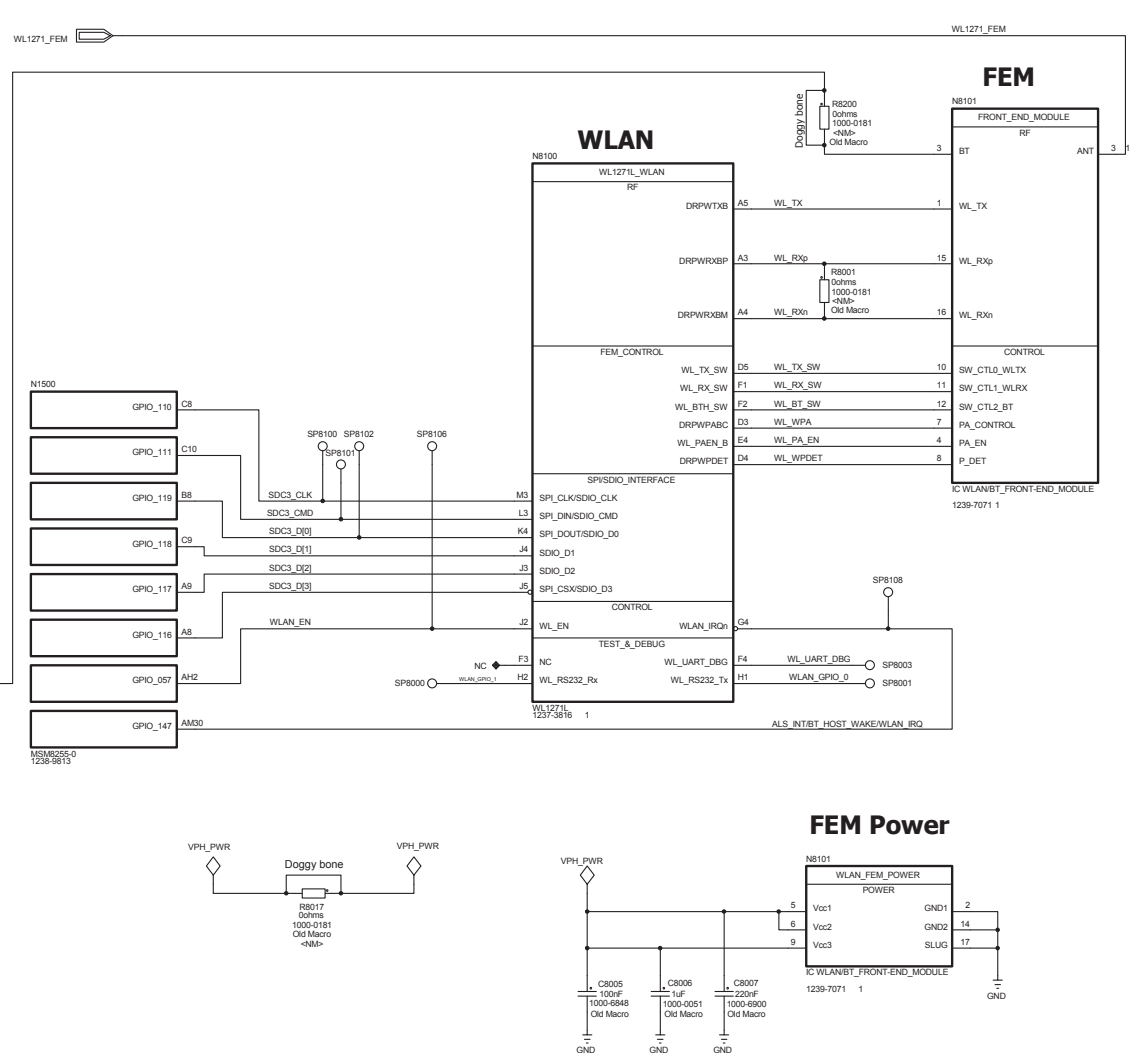 WL1271_FEM
WL1271_FEM
FEM
N8101
FRONT_END_MODULE
RF
BT
3
ANT
3
1
WL_TX
1
WL_RXp
15
WL_RXn
16
CONTROL
10
SW_CTL0_WLTX
11
SW_CTL1_WLRX
12
SW_CTL2_BT
7
PA_CONTROL
4
PA_EN
8
P_DET
IC WLAN/BT_FRONT-END_MODULE
1239-7071 1
Doggy bone
R8200
0ohms
1000-0181
<NM>
Old Macro
WLAN
N8100
WL1271L_WLAN
RF
DRPWTXB
A5
WL_TX
DRPWRXBP
A3
WL_RXp
R8001
0ohms
1000-0181
<NM>
Old Macro
DRPWRXBM
A4
WL_RXn
FEM_CONTROL
WL_TX_SW
D5
WL_TX_SW
WL_RX_SW
F1
WL_RX_SW
WL_BTH_SW
F2
WL_BT_SW
DRPWPABC
D3
WL_WPA
WL_PAEN_B
E4
WL_PA_EN
DRPWPDET
D4
WL_WPDET
SPI/SDIO_INTERFACE
M3
SPI_CLK/SDIO_CLK
L3
SPI_DIN/SDIO_CMD
K4
SPI_DOUT/SDIO_D0
J4
SDIO_D1
J3
SDIO_D2
J5
SPI_CSX/SDIO_D3
CONTROL
J2
WL_EN
WLAN_IRQn
G4
TEST_&_DEBUG
NC
F3
NC
WL_UART_DBG
F4
WL_UART_DBG
SP8003
SP8000
WLAN_GPIO_1
H2
WL_RS232_Rx
WL_RS232_Tx
H1
WLAN_GPIO_0
SP8001
WL1271L
1237-3816 1
SP8108
ALS_INT/BT_HOST_WAKE/WLAN_IRQ
N1500
GPIO_110
C8
GPIO_111
C10
GPIO_119
B8
GPIO_118
C9
GPIO_117
A9
GPIO_116
A8
GPIO_057
AH2
GPIO_147
AM30
MSM8255-0
1238-9813
SP8100
SP8102
SP8101
SP8106
SDC3_CLK
SDC3_CMD
SDC3_D[0]
SDC3_D[1]
SDC3_D[2]
SDC3_D[3]
WLAN_EN
VPH_PWR
VPH_PWR
Doggy bone
R8017
0ohms
1000-0181
Old Macro
<NM>
FEM Power
VPH_PWR
N8101
WLAN_FEM_POWER
POWER
5
Vcc1
GND1
2
6
Vcc2
GND2
14
9
Vcc3
SLUG
17
IC WLAN/BT_FRONT-END_MODULE
1239-7071 1
GND
C8005
100nF
1000-6848
Old Macro
GND
C8006
1uF
1000-0051
Old Macro
GND
C8007
220nF
1000-6900
Old Macro
GND